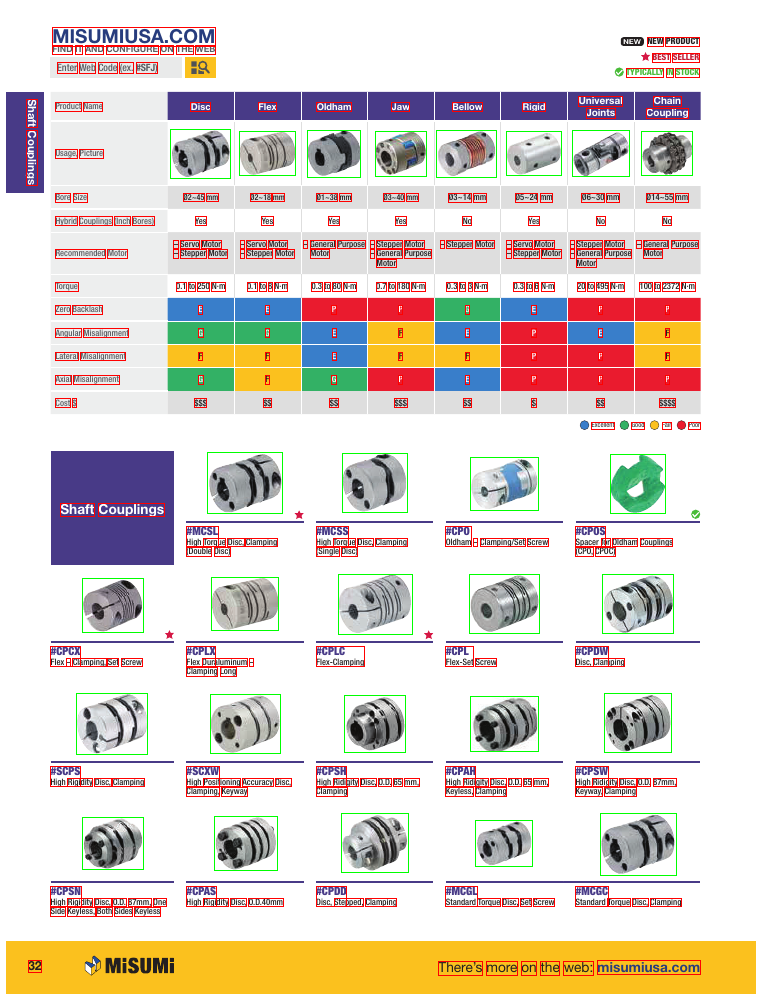 MISUMIUSA.COM
FIND IT AND CONFIGURE ON THE WEB
Enter Web Code (ex. #SFJ)
NEW NEW PRODUCT
BEST SELLER
TYPICALLY IN STOCK
Shaft Couplings
Product Name Disc Flex Oldham Jaw Bellow Rigid Universal Joints Chain Coupling
Usage, Picture
Bore Size Ø2~45 mm Ø2~18 mm Ø1~38 mm Ø3~40 mm Ø3~14 mm Ø5~24 mm Ø6~30 mm Ø14~55 mm
Hybrid Couplings (Inch Bores) Yes Yes Yes Yes No Yes No No
Recommended Motor – Servo Motor – Stepper Motor – Servo Motor – Stepper Motor – General Purpose Motor – Stepper Motor – General Purpose Motor – Stepper Motor – Servo Motor – Stepper Motor – Stepper Motor – General Purpose Motor – General Purpose Motor
Torque 0.1 to 250 N·m 0.1 to 8 N·m 0.3 to 80 N·m 0.7 to 180 N·m 0.3 to 3 N·m 0.3 to 6 N·m 20 to 495 N·m 100 to 2372 N·m
Zero Backlash E E P P G E P P
Angular Misalignment G G E F E P E F
Lateral Misalignment F F E F F P P F
Axial Misalignment G F G P E P P P
Cost $ $$$ $$ $$ $$$ $$ $ $$ $$$$
Excellent Good Fair Poor
Shaft Couplings
#MCSL
High Torque Disc, Clamping
(Double Disc)
#MCSS
High Torque Disc, Clamping
(Single Disc)
#CPO
Oldham – Clamping/Set Screw
#CPOS
Spacer for Oldham Couplings
(CPO, CPOC)
#CPCX
Flex – Clamping, Set Screw
#CPLX
Flex Duraluminum –
Clamping Long
#CPLC
Flex-Clamping
#CPL
Flex-Set Screw
#CPDW
Disc, Clamping
#SCPS
High Rigidity Disc, Clamping
#SCXW
High Positioning Accuracy Disc,
Clamping, Keyway
#CPSH
High Ridigity Disc, O.D. 65 mm,
Clamping
#CPAH
High Ridigity Disc, O.D. 65 mm,
Keyless, Clamping
#CPSW
High Ridigity Disc, O.D. 87mm,
Keyway, Clamping
#CPSN
High Rigidity Disc, O.D. 87mm, One
Side Keyless, Both Sides Keyless
#CPAS
High Rigidity Disc, O.D. 40mm
#CPDD
Disc, Stepped, Clamping
#MCGL
Standard Torque Disc, Set Screw
#MCGC
Standard Torque Disc, Clamping
32
MiSUMi
There's more on the web: misumiusa.com